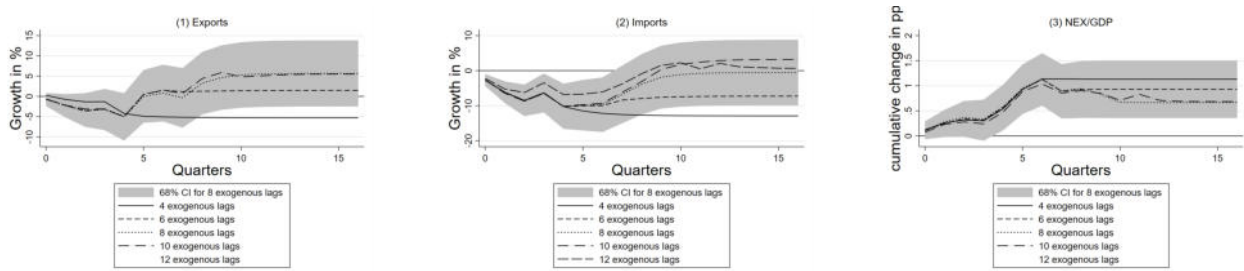 (1) Exports
Growth in %
15
10
5
0
-5
-10
0
5
10
15
Quarters
68% CI for 8 exogenous lags
4 exogenous lags
6 exogenous lags
8 exogenous lags
10 exogenous lags
12 exogenous lags
(2) Imports
Growth in %
10
0
-10
-20
0
5
10
15
Quarters
68% CI for 8 exogenous lags
4 exogenous lags
6 exogenous lags
8 exogenous lags
10 exogenous lags
12 exogenous lags
(3) NEX/GDP
cumulative change in pp
.2
.1
.1
0
0
5
10
15
Quarters
68% CI for 8 exogenous lags
4 exogenous lags
6 exogenous lags
8 exogenous lags
10 exogenous lags
12 exogenous lags